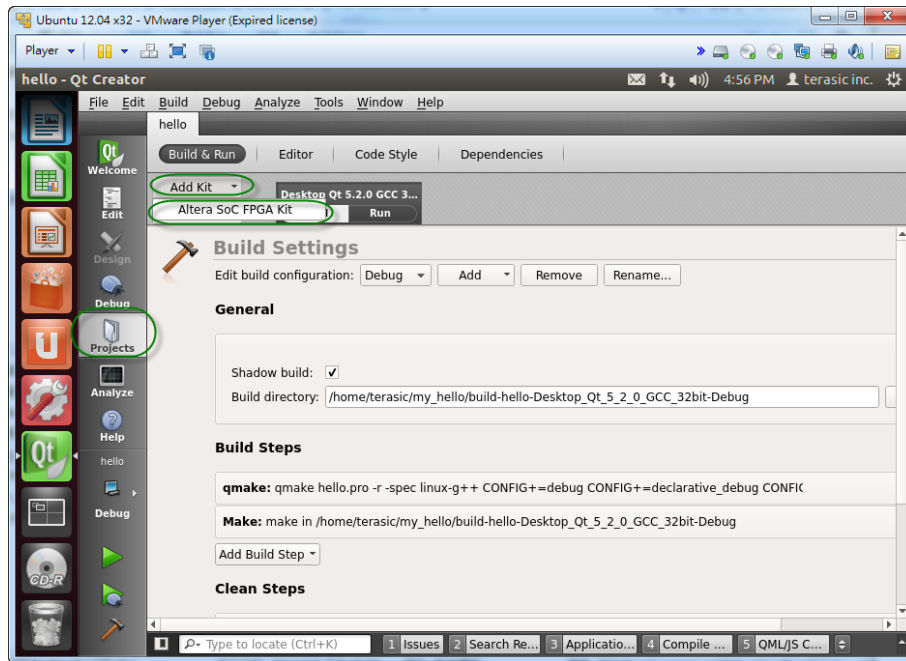 Ubuntu 12.04 x32 - VMware Player (Expired license)
Player
hello - Qt Creator
4:56 PM terasic inc.
File Edit Build Debug Analyze Tools Window Help
hello
Build & Run Editor Code Style Dependencies
Qt
Welcome
Edit
Design
Debug
Projects
Analyze
Help
hello
Debug
Qt
CD-R
Add Kit
Altera SoC FPGA Kit
Desktop Qt 5.2.0 GCC 3...
Run
Build Settings
Edit build configuration: Debug Add Remove Rename...
General
Shadow build:
Build directory: /home/terasic/my_hello/build-hello-Desktop_Qt_5_2_0_GCC_32bit-Debug
Build Steps
qmake: qmake hello.pro -r -spec linux-g++ CONFIG+=debug CONFIG+=declarative_debug CONFIG
Make: make in /home/terasic/my_hello/build-hello-Desktop_Qt_5_2_0_GCC_32bit-Debug
Add Build Step
Clean Steps
Type to locate (Ctrl+K) 1 Issues 2 Search Re... 3 Applicatio... 4 Compile ... 5 QML/JS C...